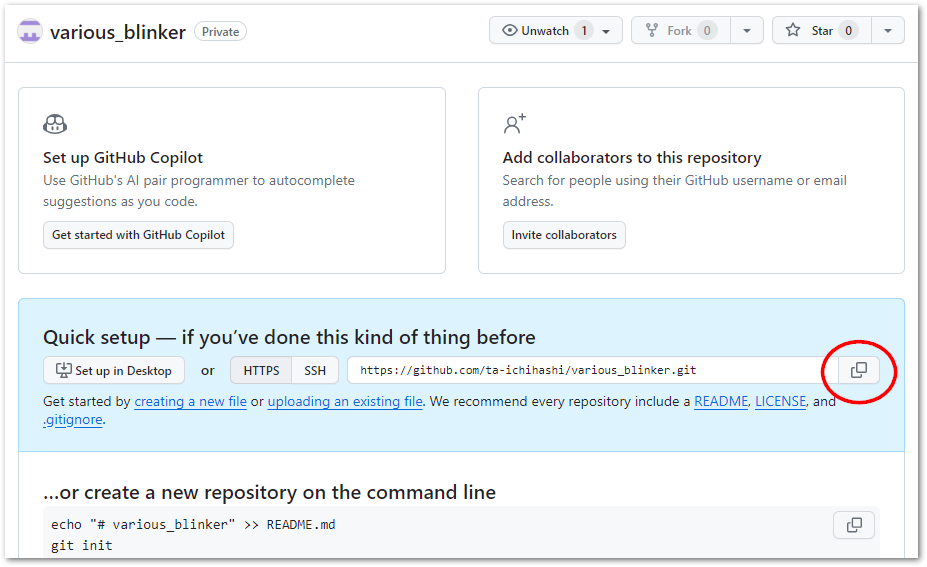 various_blinker Private Unwatch 1 Fork 0 Star 0
Set up GitHub Copilot
Use GitHub's AI pair programmer to autocomplete
suggestions as you code.
Get started with GitHub Copilot
Add collaborators to this repository
Search for people using their GitHub username or email
address.
Invite collaborators
Quick setup — if you’ve done this kind of thing before
Set up in Desktop or HTTPS SSH https://github.com/ta-ichihashi/various_blinker.git
Get started by creating a new file or uploading an existing file. We recommend every repository include a README, LICENSE, and
.gitignore.
…or create a new repository on the command line
echo "# various_blinker" >> README.md
git init